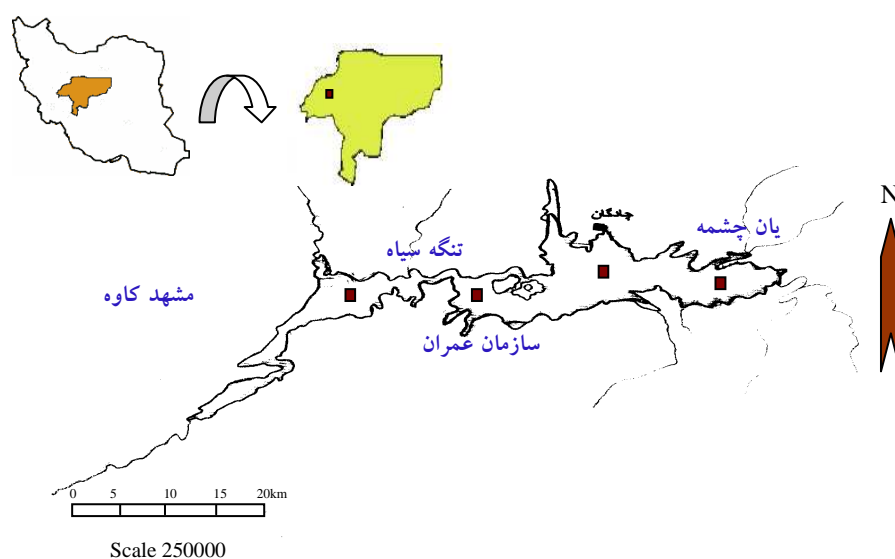 N
چادگان
یان چشمه
تنگه سیاه
مشهد کاوه
سازمان عمران
0 5 10 15 20km
Scale 250000